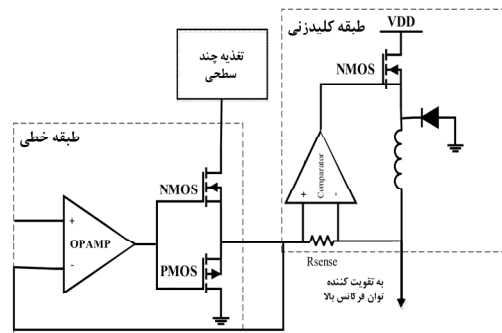 طبقه کلیدزنی
VDD
تغذیه چند
سطحی
NMOS
طبقه خطی
Comparator
+
-
NMOS
+
OPAMP
-
PMOS
Rsense
به تقویت کننده
توان فرکانس بالا